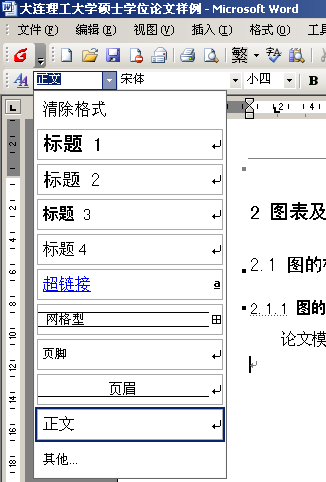 大连理工大学硕士学位论文样例 - Microsoft Word
文件(F) 编辑(E) 视图(V) 插入(I) 格式(O)
繁
正文 宋体 小四 B
L 2
清除格式
标题 1
标题 2
标题 3
标题 4
超链接 a
网格型
页脚
页眉
正文
其他...
2 图表及
2.1 图的
2.1.1 图的
论文模